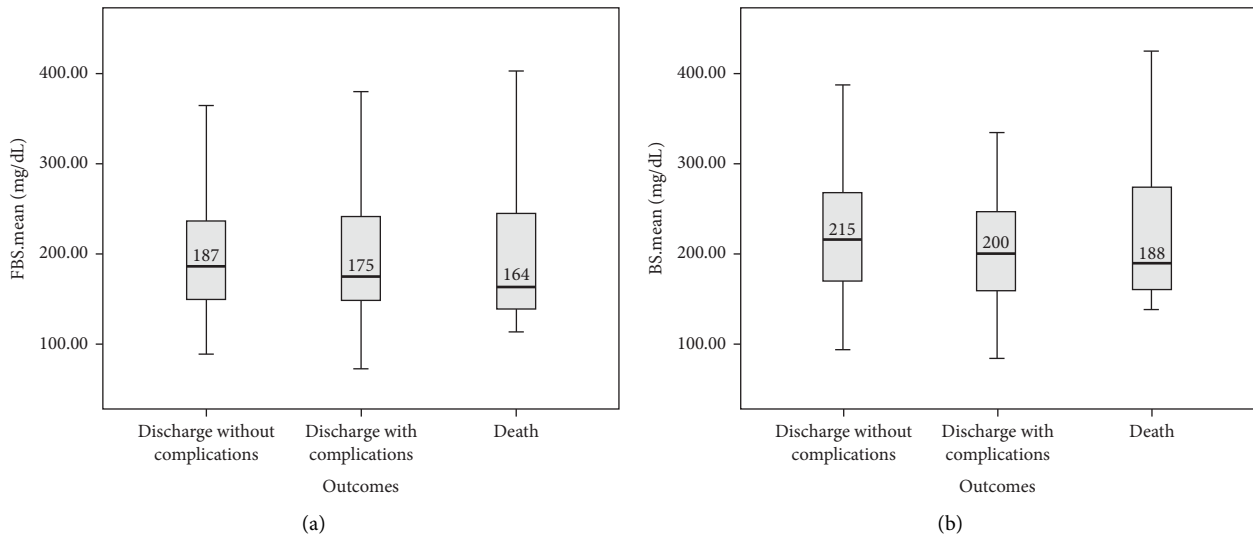 400.00
300.00
200.00
100.00
FBS.mean (mg/dL)
187
175
164
Discharge without
complications
Discharge with
complications
Death
Outcomes
(a)
400.00
300.00
200.00
100.00
BS.mean (mg/dL)
215
200
188
Discharge without
complications
Discharge with
complications
Death
Outcomes
(b)